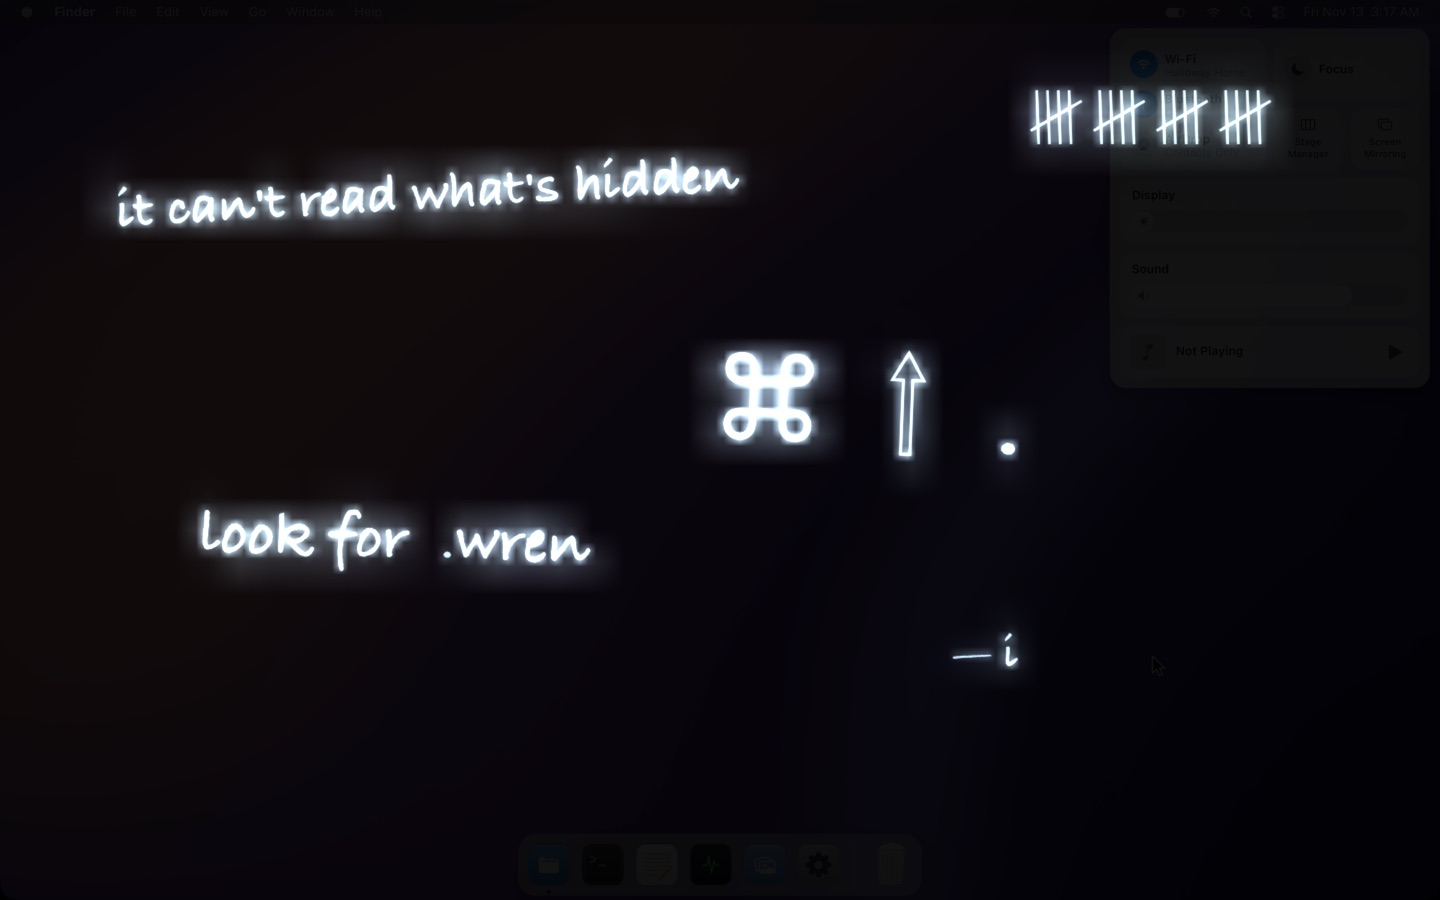 Finder File Edit View Go Window Help
Fri Nov 13 3:17 AM
Wi-Fi
Focus
Stage Manager
Screen Mirroring
it can't read what's hidden
Display
Sound
Not Playing
⌘ ⇧ .
look for .wren
— i